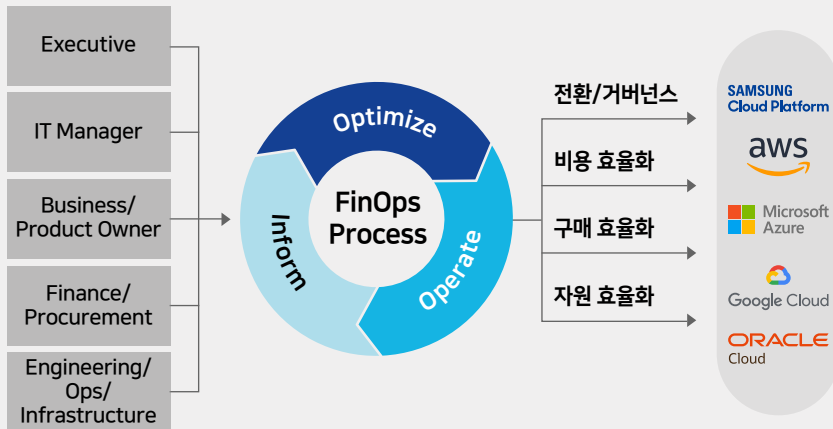 Executive
IT Manager
Business/
Product Owner
Finance/
Procurement
Engineering/
Ops/
Infrastructure
Optimize
Inform
Operate
FinOps
Process
전환/거버넌스
비용 효율화
구매 효율화
자원 효율화
SAMSUNG
Cloud Platform
aws
Microsoft
Azure
Google Cloud
ORACLE
Cloud